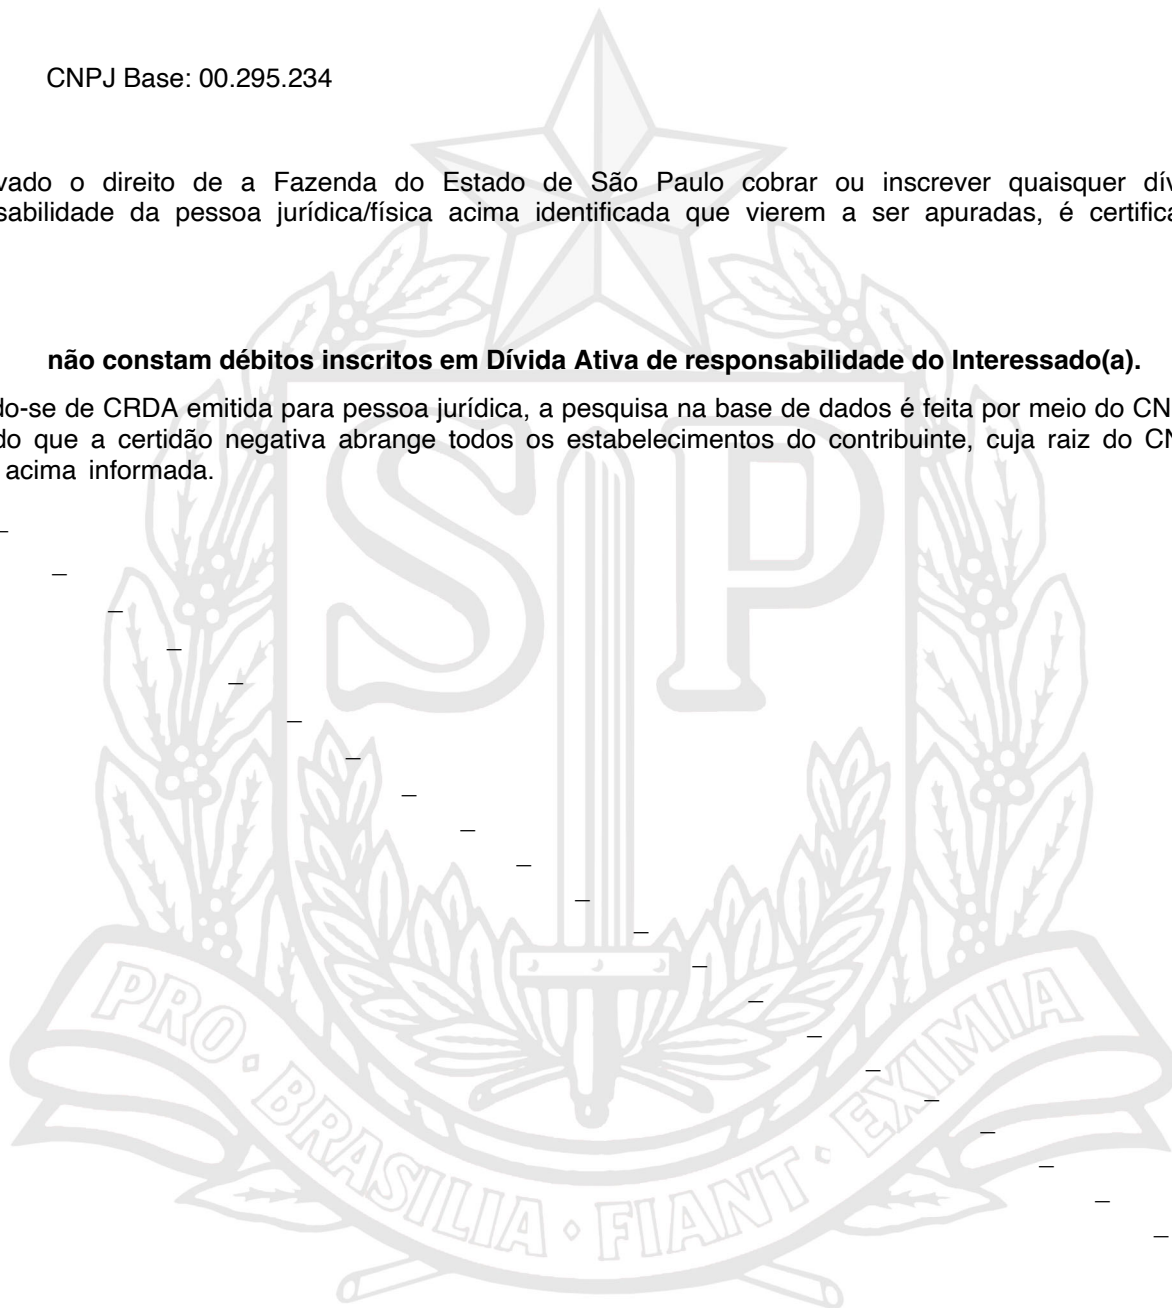 CNPJ Base: 00.295.234
vado o direito de a Fazenda do Estado de São Paulo cobrar ou inscrever quaisquer dív
sabilidade da pessoa jurídica/física acima identificada que vierem a ser apuradas, é certifica
não constam débitos inscritos em Dívida Ativa de responsabilidade do Interessado(a).
do-se de CRDA emitida para pessoa jurídica, a pesquisa na base de dados é feita por meio do CN
do que a certidão negativa abrange todos os estabelecimentos do contribuinte, cuja raiz do CN
acima informada.
SP
PRO • BRASILIA • FIANT • EXIMIA